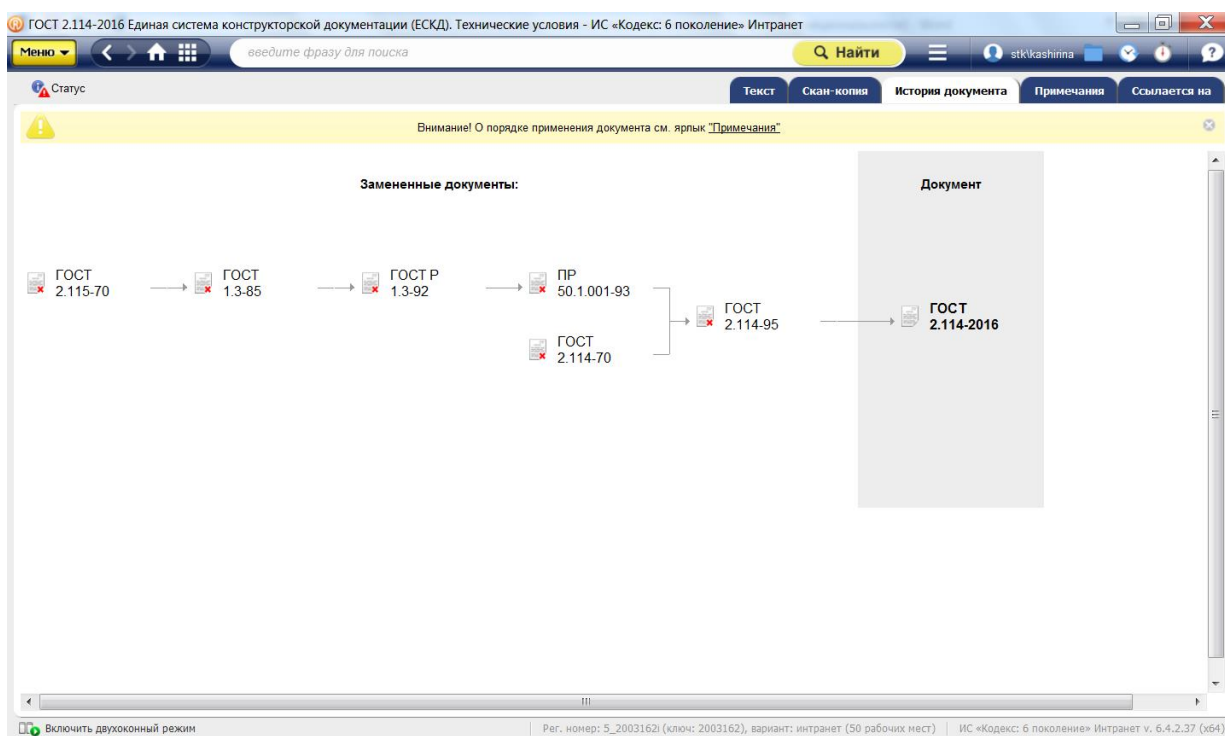 ГОСТ 2.114-2016 Единая система конструкторской документации (ЕСКД). Технические условия - ИС «Кодекс: 6 поколение» Интранет
Меню
введите фразу для поиска
Найти
stk\kashirina
?
Статус
Текст
Скан-копия
История документа
Примечания
Ссылается на
Внимание! О порядке применения документа см. ярлык "Примечания"
Замененные документы:
Документ
ГОСТ
2.115-70
ГОСТ
1.3-85
ГОСТ Р
1.3-92
ПР
50.1.001-93
ГОСТ
2.114-70
ГОСТ
2.114-95
ГОСТ
2.114-2016
Включить двухоконный режим
Рег. номер: 5_2003162i (ключ: 2003162), вариант: интранет (50 рабочих мест)
ИС «Кодекс: 6 поколение» Интранет v. 6.4.2.37 (x64)